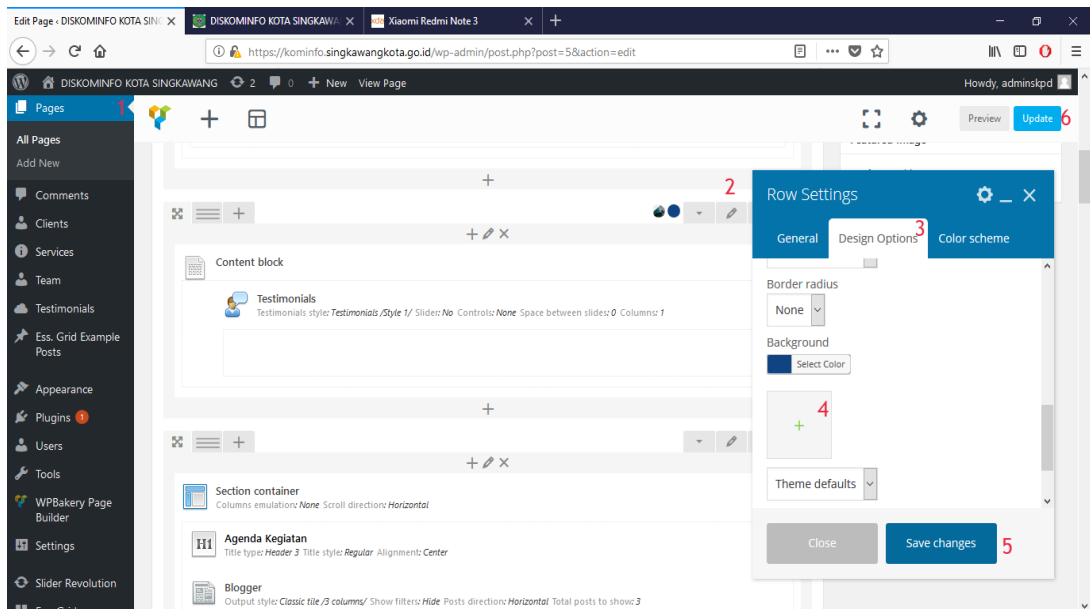 Edit Page ‹ DISKOMINFO KOTA SING
DISKOMINFO KOTA SINGKAWA
Xiaomi Redmi Note 3
https://kominfo.singkawangkota.go.id/wp-admin/post.php?post=5&action=edit
DISKOMINFO KOTA SINGKAWANG 2 0 + New View Page
Howdy, adminskpd
Pages 1
All Pages
Add New
Comments
Clients
Services
Team
Testimonials
Ess. Grid Example
Posts
Appearance
Plugins 1
Users
Tools
WPBakery Page
Builder
Settings
Slider Revolution
Preview Update 6
2
Content block
Testimonials
Testimonials style: Testimonials /Style 1/ Slider: No Controls: None Space between slides: 0 Columns: 1
Section container
Columns emulation: None Scroll direction: Horizontal
H1 Agenda Kegiatan
Title type: Header 3 Title style: Regular Alignment: Center
Blogger
Output style: Classic tile /3 columns/ Show filters: Hide Posts direction: Horizontal Total posts to show: 3
Row Settings
General Design Options 3 Color scheme
Border radius
None
Background
Select Color
4
Theme defaults
Close Save changes 5